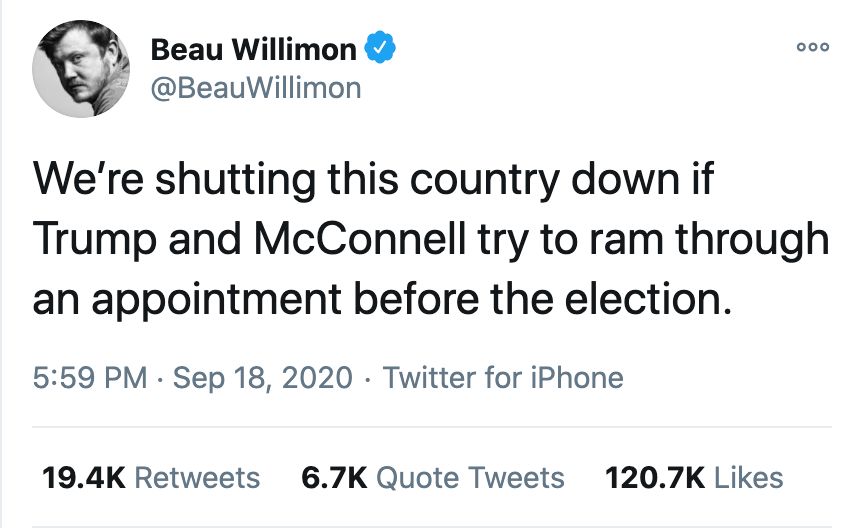 Beau Willimon
@BeauWillimon
We’re shutting this country down if
Trump and McConnell try to ram through
an appointment before the election.
5:59 PM · Sep 18, 2020 · Twitter for iPhone
19.4K Retweets 6.7K Quote Tweets 120.7K Likes